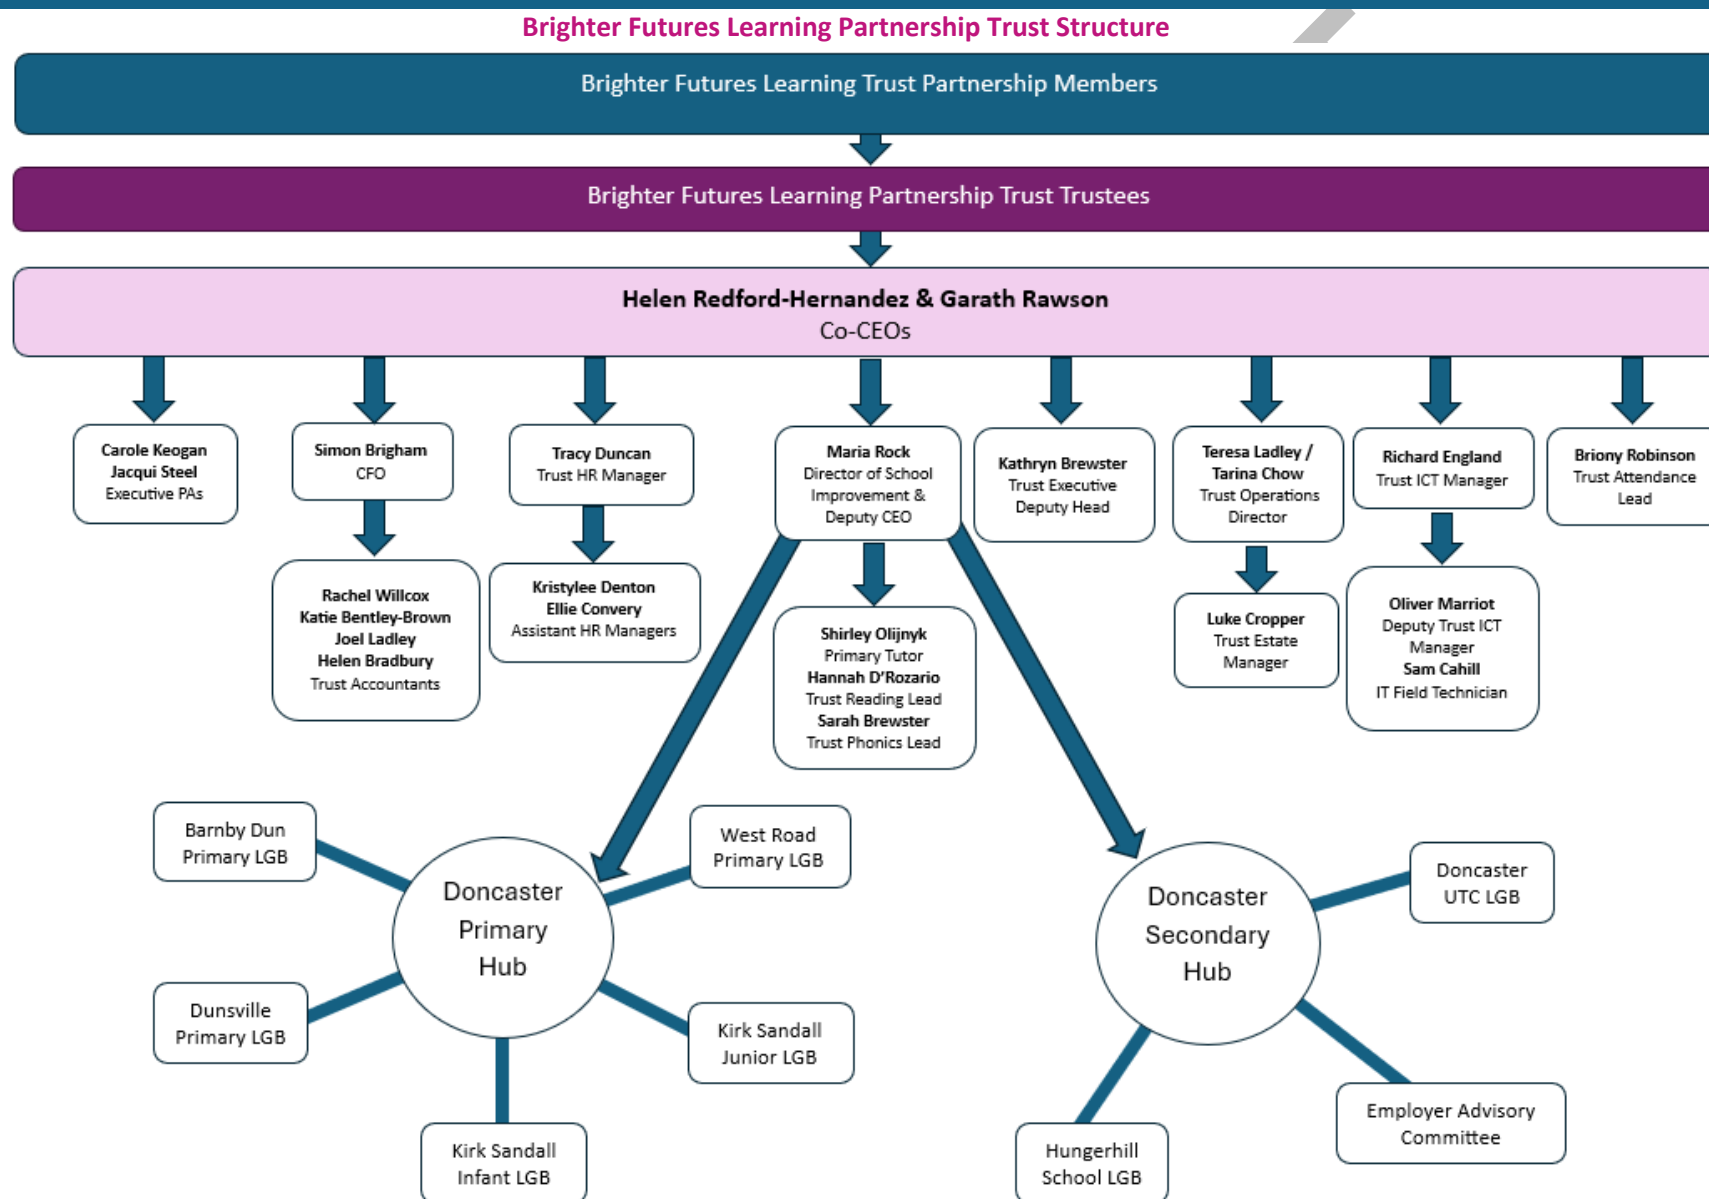 Brighter Futures Learning Partnership Trust Structure
Brighter Futures Learning Trust Partnership Members
Brighter Futures Learning Partnership Trust Trustees
Helen Redford-Hernandez & Garath Rawson
Co-CEOs
Carole Keogan
Jacqui Steel
Executive PAs
Simon Brigham
CFO
Tracy Duncan
Trust HR Manager
Maria Rock
Director of School
Improvement &
Deputy CEO
Kathryn Brewster
Trust Executive
Deputy Head
Teresa Ladley /
Tarina Chow
Trust Operations
Director
Richard England
Trust ICT Manager
Briony Robinson
Trust Attendance
Lead
Rachel Willcox
Katie Bentley-Brown
Joel Ladley
Helen Bradbury
Trust Accountants
Kristylee Denton
Ellie Convery
Assistant HR Managers
Shirley Olijnyk
Primary Tutor
Hannah D'Rozario
Trust Reading Lead
Sarah Brewster
Trust Phonics Lead
Luke Cropper
Trust Estate
Manager
Oliver Marriot
Deputy Trust ICT
Manager
Sam Cahill
IT Field Technician
Barnby Dun
Primary LGB
West Road
Primary LGB
Doncaster
Primary
Hub
Dunsville
Primary LGB
Kirk Sandall
Junior LGB
Kirk Sandall
Infant LGB
Doncaster
Secondary
Hub
Doncaster
UTC LGB
Employer Advisory
Committee
Hungerhill
School LGB